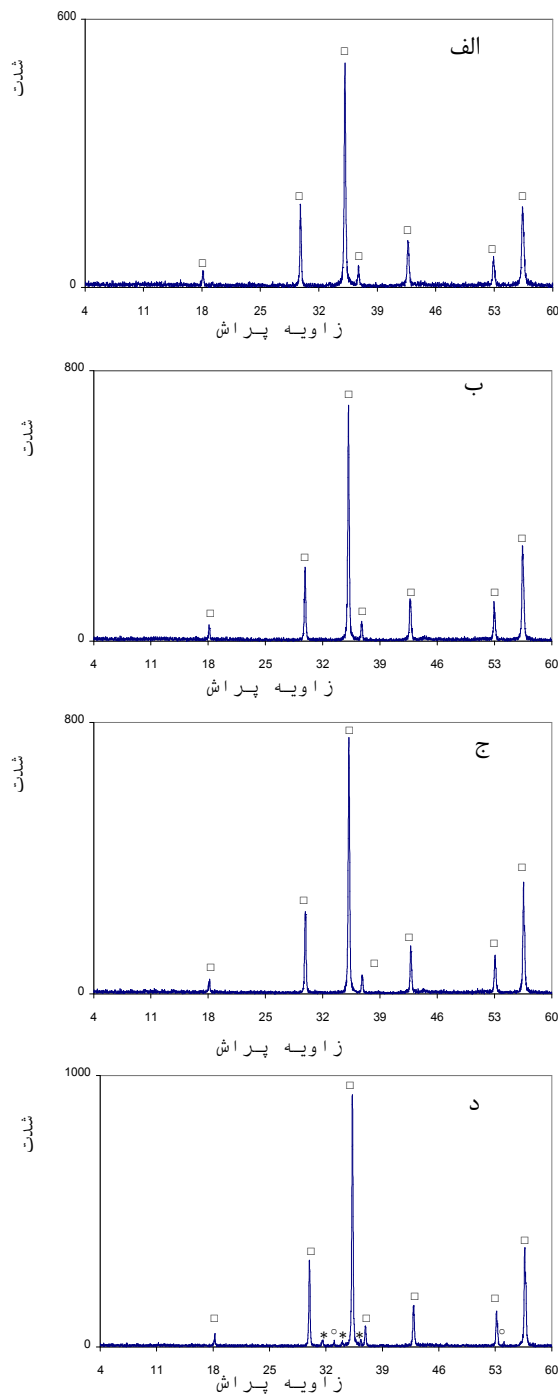 600
الف
شدت
□ □ □ □ □ □ □
0
4 11 18 25 32 39 46 53 60
زاویه پراش
800
ب
شدت
□ □ □ □ □ □ □
0
4 11 18 25 32 39 46 53 60
زاویه پراش
800
ج
شدت
□ □ □ □ □ □ □
0
4 11 18 25 32 39 46 53 60
زاویه پراش
1000
د
شدت
□ □ * ○ * □ * □ □ □ ○ □
0
4 11 18 25 32 39 46 53 60
زاویه پراش